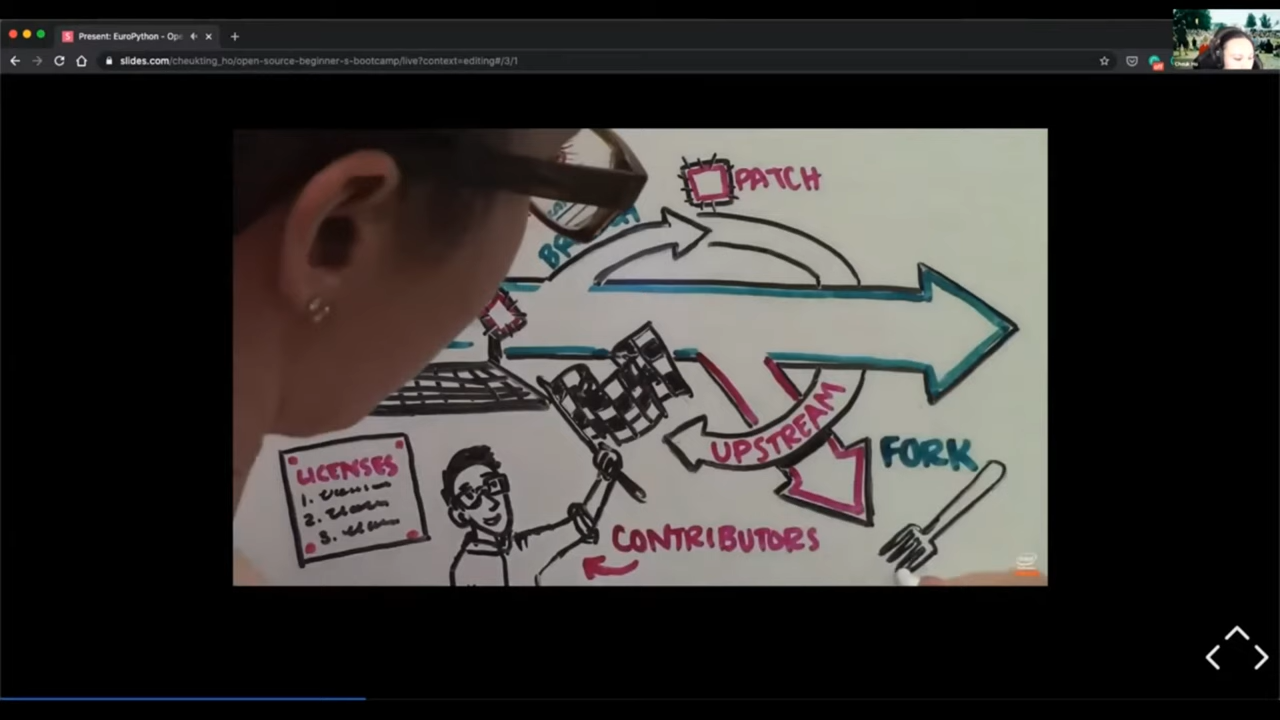 Present: EuroPython - Ope
slides.com/cheukting_ho/open-source-beginner-s-bootcamp/live?context=editing#/3/1
PATCH
UPSTREAM
FORK
LICENSES
1.
2.
3.
CONTRIBUTORS